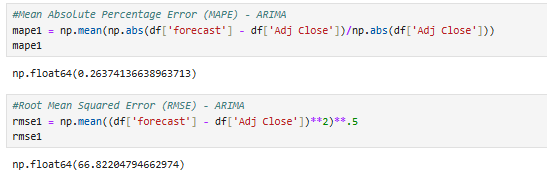 #Mean Absolute Percentage Error (MAPE) - ARIMA
mape1 = np.mean(np.abs(df['forecast'] - df['Adj Close'])/np.abs(df['Adj Close']))
mape1
np.float64(0.26374136638963713)
#Root Mean Squared Error (RMSE) - ARIMA
rmse1 = np.mean((df['forecast'] - df['Adj Close'])**2)**.5
rmse1
np.float64(66.82204794662974)